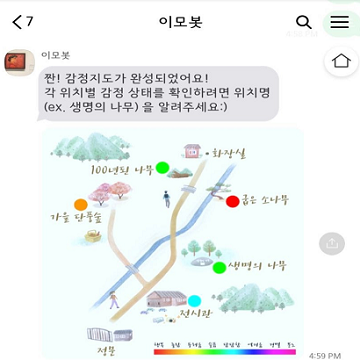 7
이모봇
이모봇
짠! 감정지도가 완성되었어요!
각 위치별 감정 상태를 확인하려면 위치명
(ex. 생명의 나무) 을 알려주세요:)
화장실
100년된 나무
굽은 소나무
가을 단풍숲
생명의 나무
전시관
정문
4:59 PM